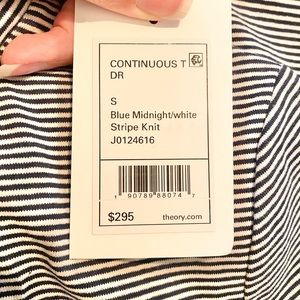 CONTINUOUS T
DR
S
Blue Midnight/white
Stripe Knit
J0124616
1 90789 88074 7
$295
theory.com